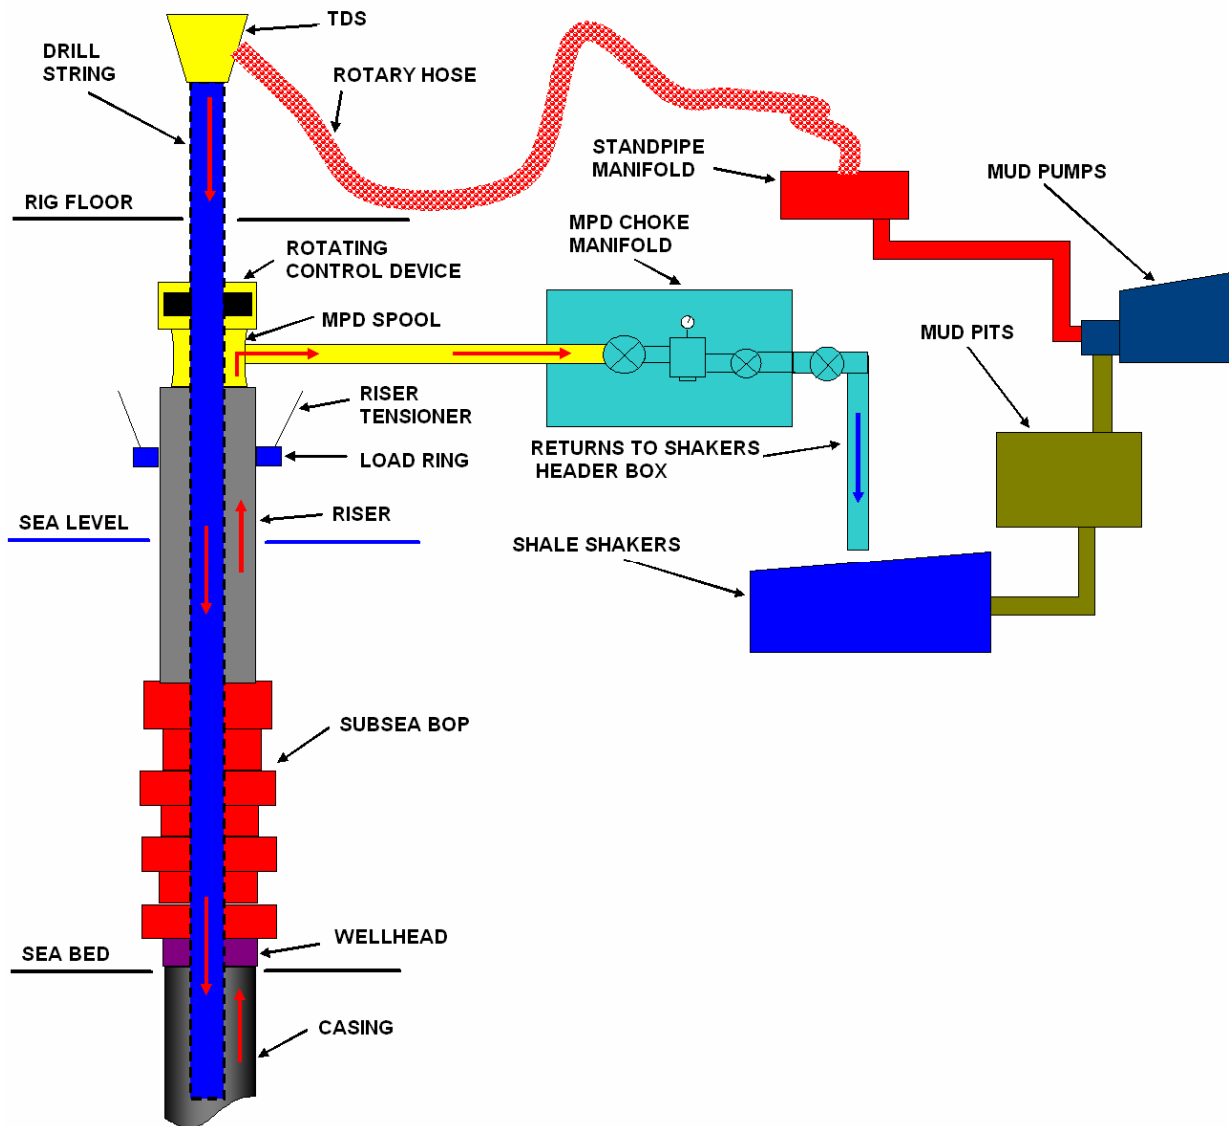 TDS
DRILL
STRING
ROTARY HOSE
STANDPIPE
MANIFOLD
MUD PUMPS
RIG FLOOR
MPD CHOKE
MANIFOLD
ROTATING
CONTROL DEVICE
MPD SPOOL
MUD PITS
RISER
TENSIONER
RETURNS TO SHAKERS
HEADER BOX
LOAD RING
RISER
SEA LEVEL
SHALE SHAKERS
SUBSEA BOP
WELLHEAD
SEA BED
CASING